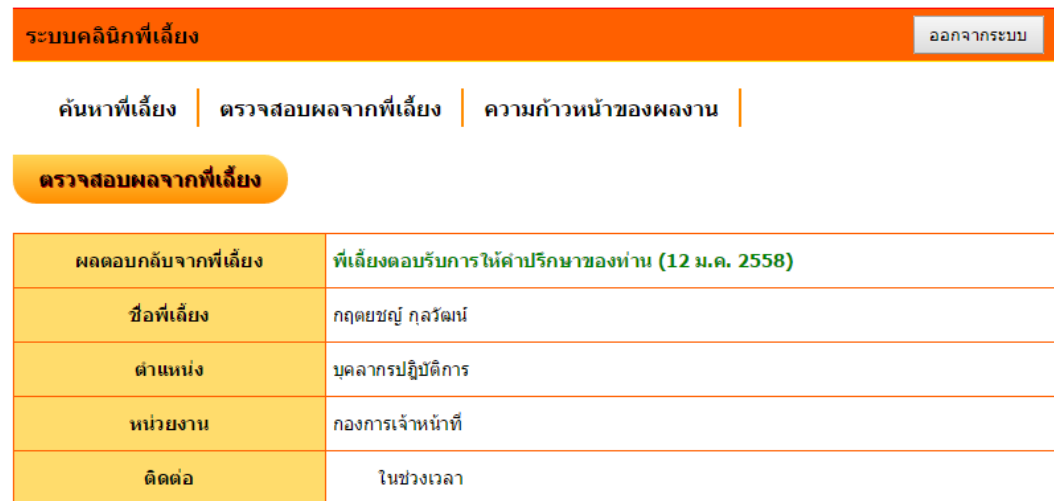 ระบบคลินิกพี่เลี้ยง
ออกจากระบบ
ค้นหาพี่เลี้ยง
ตรวจสอบผลจากพี่เลี้ยง
ความก้าวหน้าของผลงาน
ตรวจสอบผลจากพี่เลี้ยง
ผลตอบกลับจากพี่เลี้ยง
พี่เลี้ยงตอบรับการให้คำปรึกษาของท่าน (12 ม.ค. 2558)
ชื่อพี่เลี้ยง
กฤตยชญ์ กุลวัฒน์
ตำแหน่ง
บุคลากรปฏิบัติการ
หน่วยงาน
กองการเจ้าหน้าที่
ติดต่อ
ในช่วงเวลา